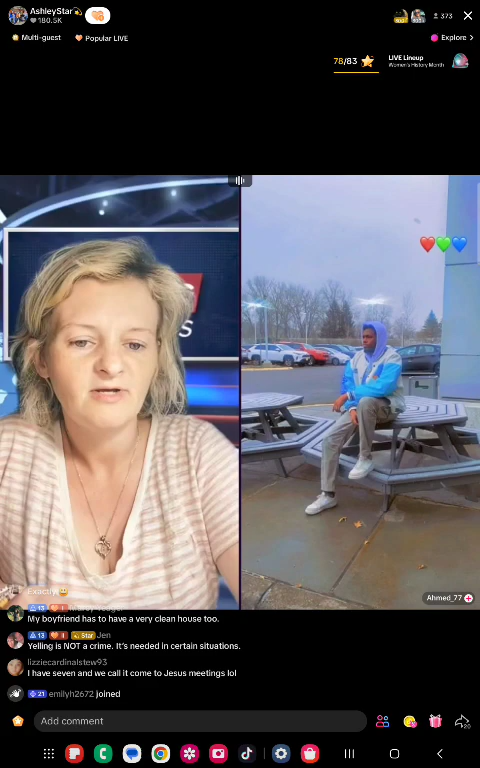 AshleyStar💫
180.5K
373
Multi-guest
Popular LIVE
Explore >
78/83
LIVE Lineup
Women's History Month
S
S
Ahmed_77
Exactly😁
13 II
My boyfriend has to have a very clean house too.
13 II Star Jen
Yelling is NOT a crime. It's needed in certain situations.
lizziecardinalstew93
I have seven and we call it come to Jesus meetings lol
21 emilyh2672 joined
Add comment
20